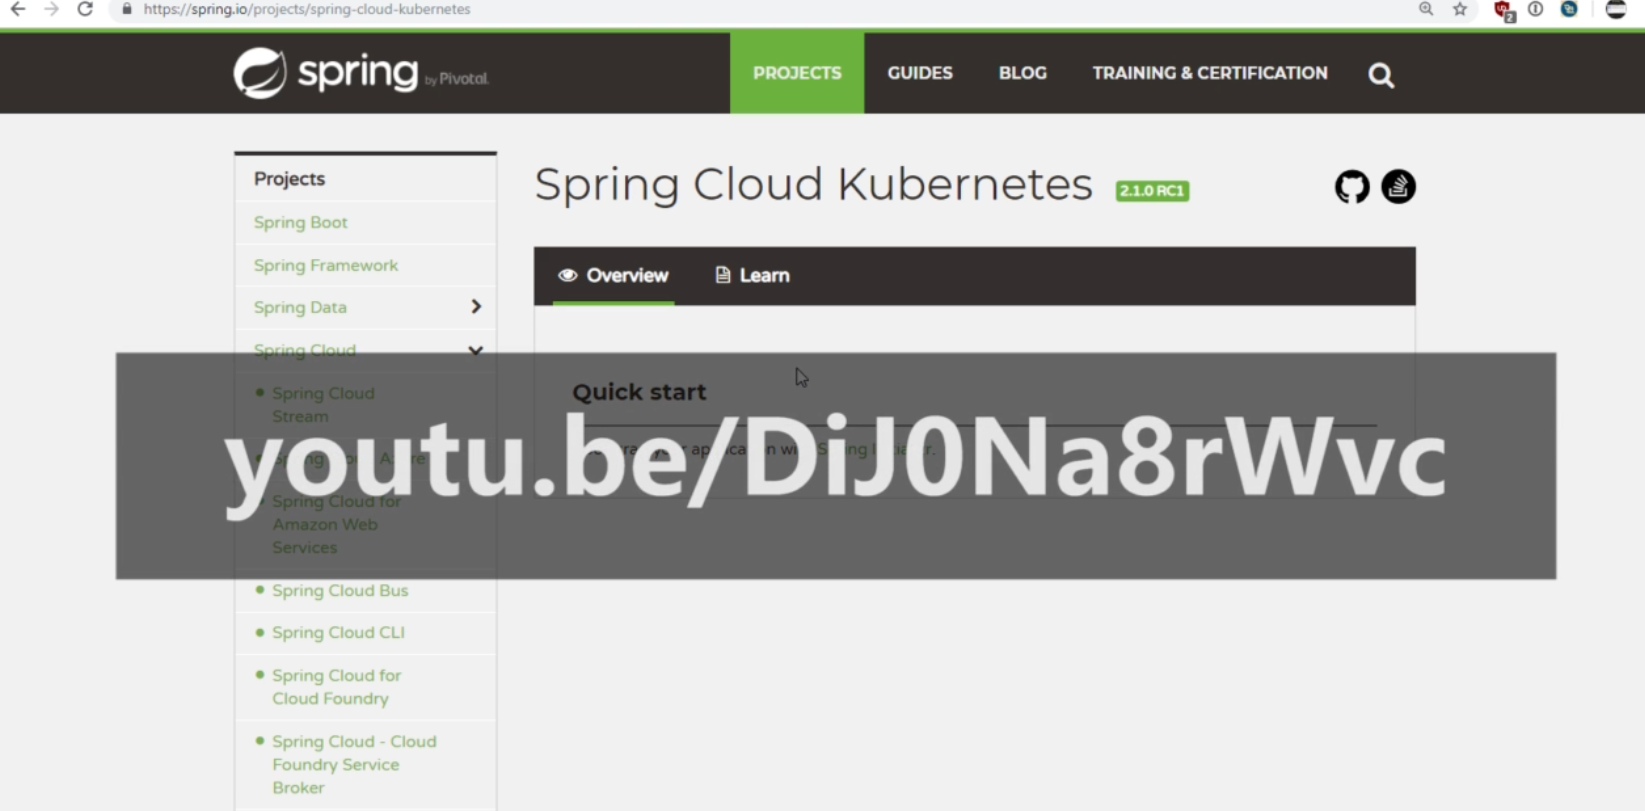 https://spring.io/projects/spring-cloud-kubernetes
2
spring by Pivotal.
PROJECTS
GUIDES
BLOG
TRAINING & CERTIFICATION
Projects
Spring Boot
Spring Framework
Spring Data
Spring Cloud
Spring Cloud
Stream
Spring Cloud for
Amazon Web
Services
Spring Cloud Bus
Spring Cloud CLI
Spring Cloud for
Cloud Foundry
Spring Cloud - Cloud
Foundry Service
Broker
Spring Cloud Kubernetes 2.1.0 RC1
Overview
Learn
Quick start
youtu.be/DiJ0Na8rWvc